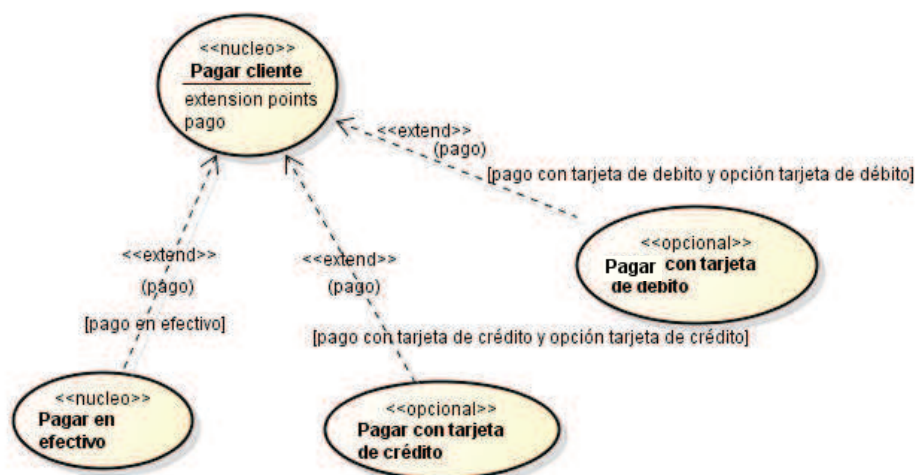 <<nucleo>>
Pagar cliente
extension points
pago
<<extend>>
(pago)
[pago con tarjeta de debito y opción tarjeta de débito]
<<opcional>>
Pagar con tarjeta
de debito
<<extend>>
(pago)
[pago en efectivo]
<<extend>>
(pago)
[pago con tarjeta de crédito y opción tarjeta de crédito]
<<nucleo>>
Pagar en
efectivo
<<opcional>>
Pagar con tarjeta
de crédito